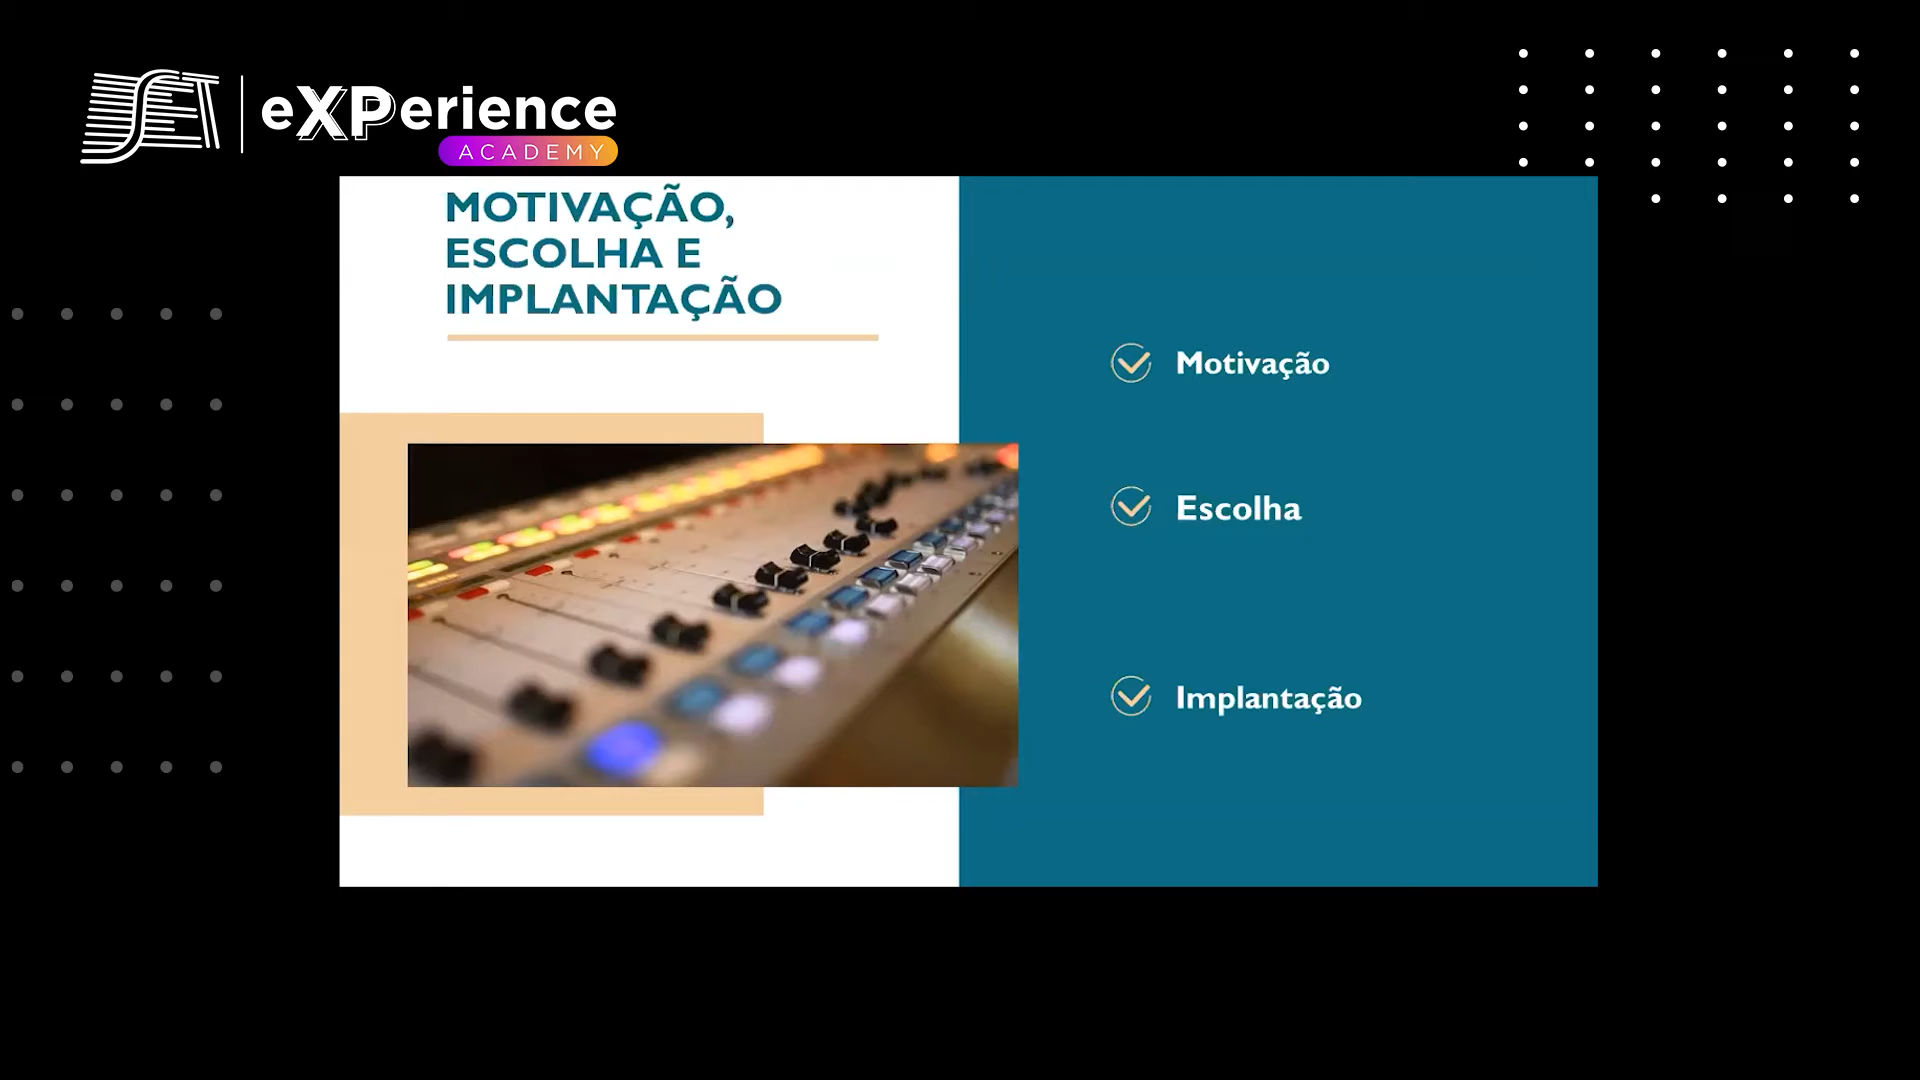 SET
eXPerience
ACADEMY
MOTIVAÇÃO,
ESCOLHA E
IMPLANTAÇÃO
Motivação
Escolha
Implantação